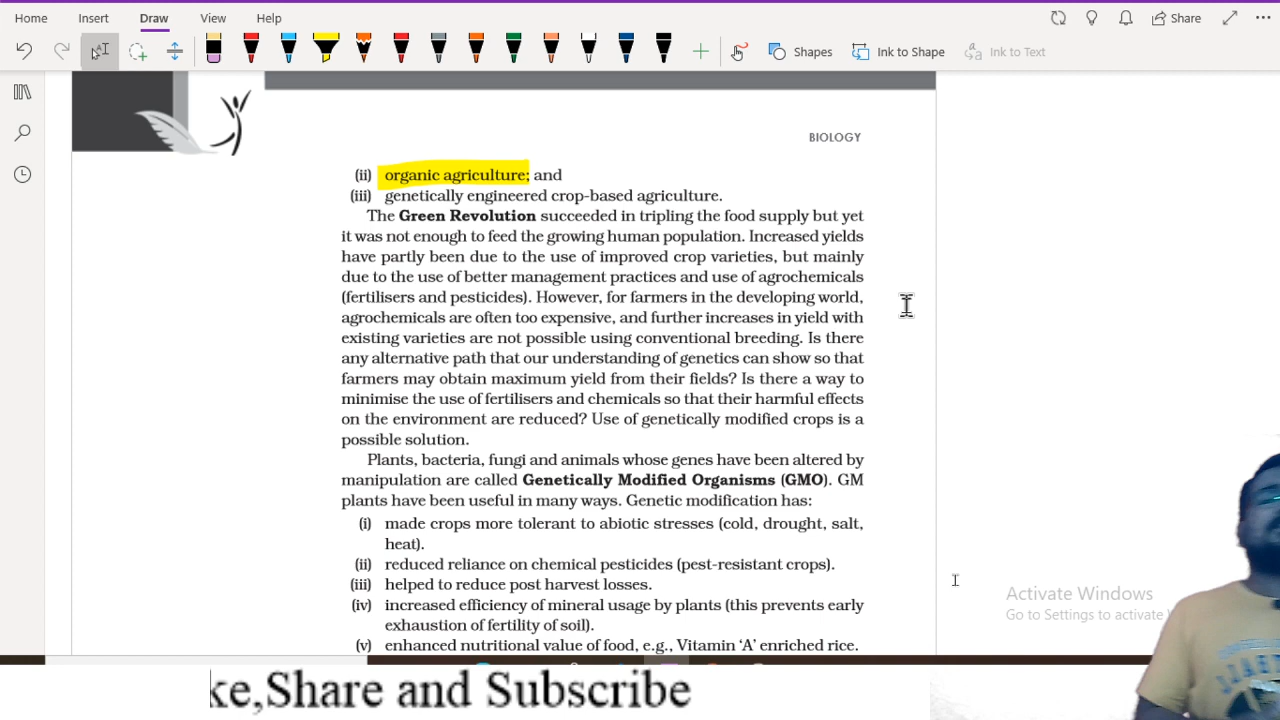 Home Insert Draw View Help Share
Shapes Ink to Shape Ink to Text
BIOLOGY
(ii) organic agriculture; and
(iii) genetically engineered crop-based agriculture.
The Green Revolution succeeded in tripling the food supply but yet
it was not enough to feed the growing human population. Increased yields
have partly been due to the use of improved crop varieties, but mainly
due to the use of better management practices and use of agrochemicals
(fertilisers and pesticides). However, for farmers in the developing world,
agrochemicals are often too expensive, and further increases in yield with
existing varieties are not possible using conventional breeding. Is there
any alternative path that our understanding of genetics can show so that
farmers may obtain maximum yield from their fields? Is there a way to
minimise the use of fertilisers and chemicals so that their harmful effects
on the environment are reduced? Use of genetically modified crops is a
possible solution.
Plants, bacteria, fungi and animals whose genes have been altered by
manipulation are called Genetically Modified Organisms (GMO). GM
plants have been useful in many ways. Genetic modification has:
(i) made crops more tolerant to abiotic stresses (cold, drought, salt,
heat).
(ii) reduced reliance on chemical pesticides (pest-resistant crops).
(iii) helped to reduce post harvest losses.
(iv) increased efficiency of mineral usage by plants (this prevents early
exhaustion of fertility of soil).
(v) enhanced nutritional value of food, e.g., Vitamin ‘A’ enriched rice.
Activate Windows
Go to Settings to activate
ke,Share and Subscribe